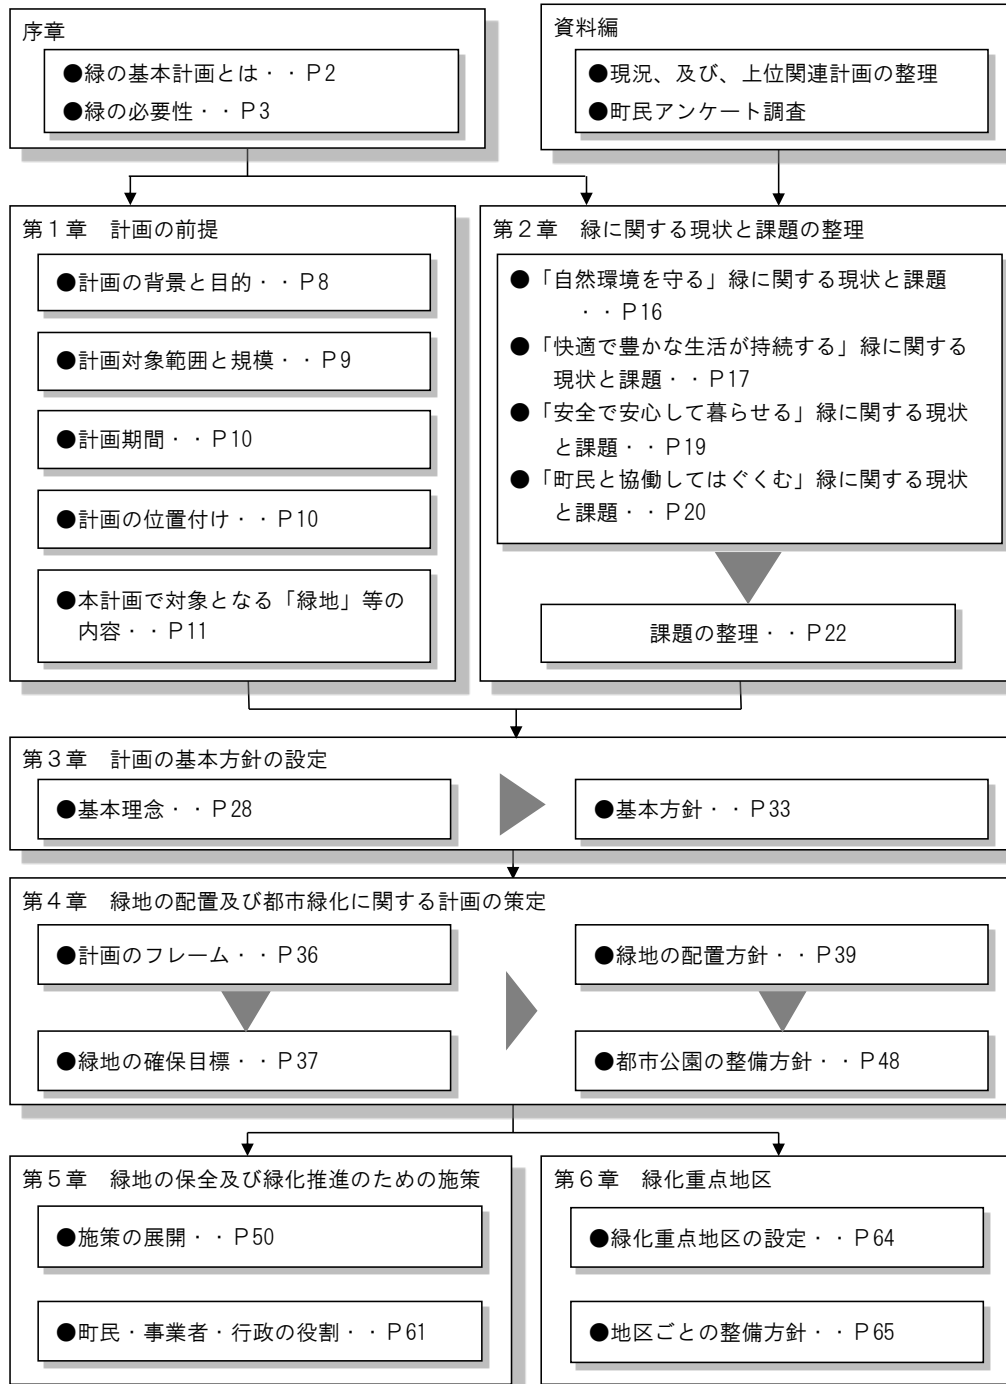 序章
●緑の基本計画とは・・P2
●緑の必要性・・P3
資料編
●現況、及び、上位関連計画の整理
●町民アンケート調査
第1章 計画の前提
●計画の背景と目的・・P8
●計画対象範囲と規模・・P9
●計画期間・・P10
●計画の位置付け・・P10
●本計画で対象となる「緑地」等の
内容・・P11
第2章 緑に関する現状と課題の整理
●「自然環境を守る」緑に関する現状と課題
・・P16
●「快適で豊かな生活が持続する」緑に関する
現状と課題・・P17
●「安全で安心して暮らせる」緑に関する現状
と課題・・P19
●「町民と協働してはぐくむ」緑に関する現状
と課題・・P20
課題の整理・・P22
第3章 計画の基本方針の設定
●基本理念・・P28
●基本方針・・P33
第4章 緑地の配置及び都市緑化に関する計画の策定
●計画のフレーム・・P36
●緑地の確保目標・・P37
●緑地の配置方針・・P39
●都市公園の整備方針・・P48
第5章 緑地の保全及び緑化推進のための施策
●施策の展開・・P50
●町民・事業者・行政の役割・・P61
第6章 緑化重点地区
●緑化重点地区の設定・・P64
●地区ごとの整備方針・・P65